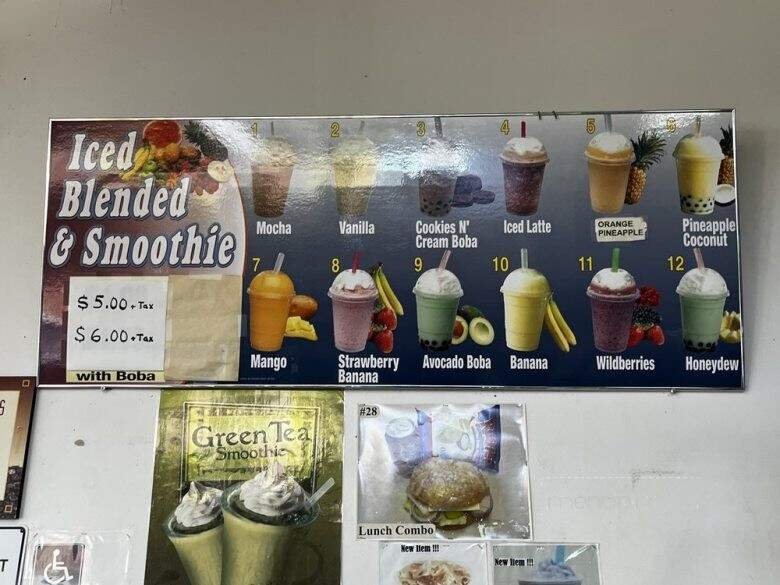 Iced
Blended
& Smoothie
$5.00 + Tax
$6.00 + Tax
with Boba
1
2
3
4
5
6
Mocha
Vanilla
Cookies N'
Cream Boba
Iced Latte
ORANGE
PINEAPPLE
Pineapple
Coconut
7
8
9
10
11
12
Mango
Strawberry
Banana
Avocado Boba
Banana
Wildberries
Honeydew
Green Tea
Smoothie
#28
Lunch Combo
New Item !!!
New Item !!!
S
T